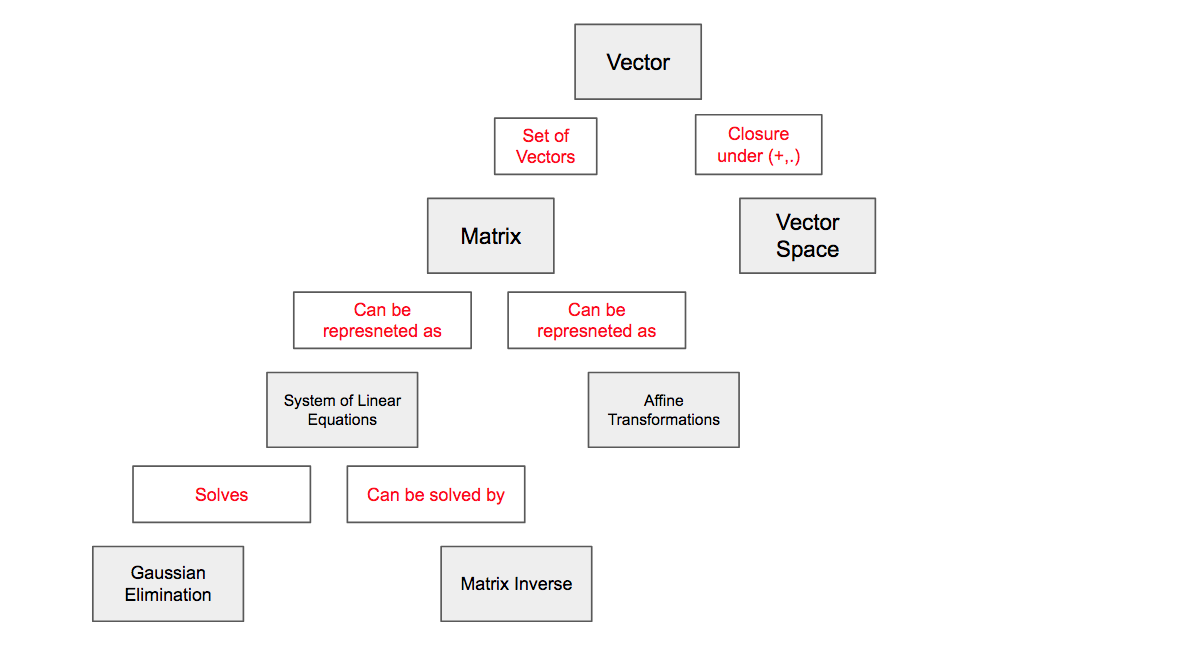 Vector
Set of
Vectors
Closure
under (+,.)
Matrix
Vector
Space
Can be
represneted as
Can be
represneted as
System of Linear
Equations
Affine
Transformations
Solves
Can be solved by
Gaussian
Elimination
Matrix Inverse